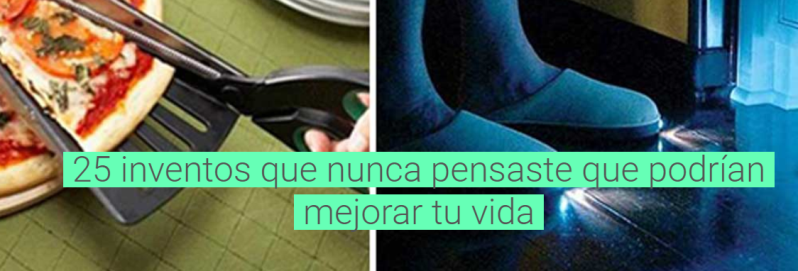 25 inventos que nunca pensaste que podrían
mejorar tu vida